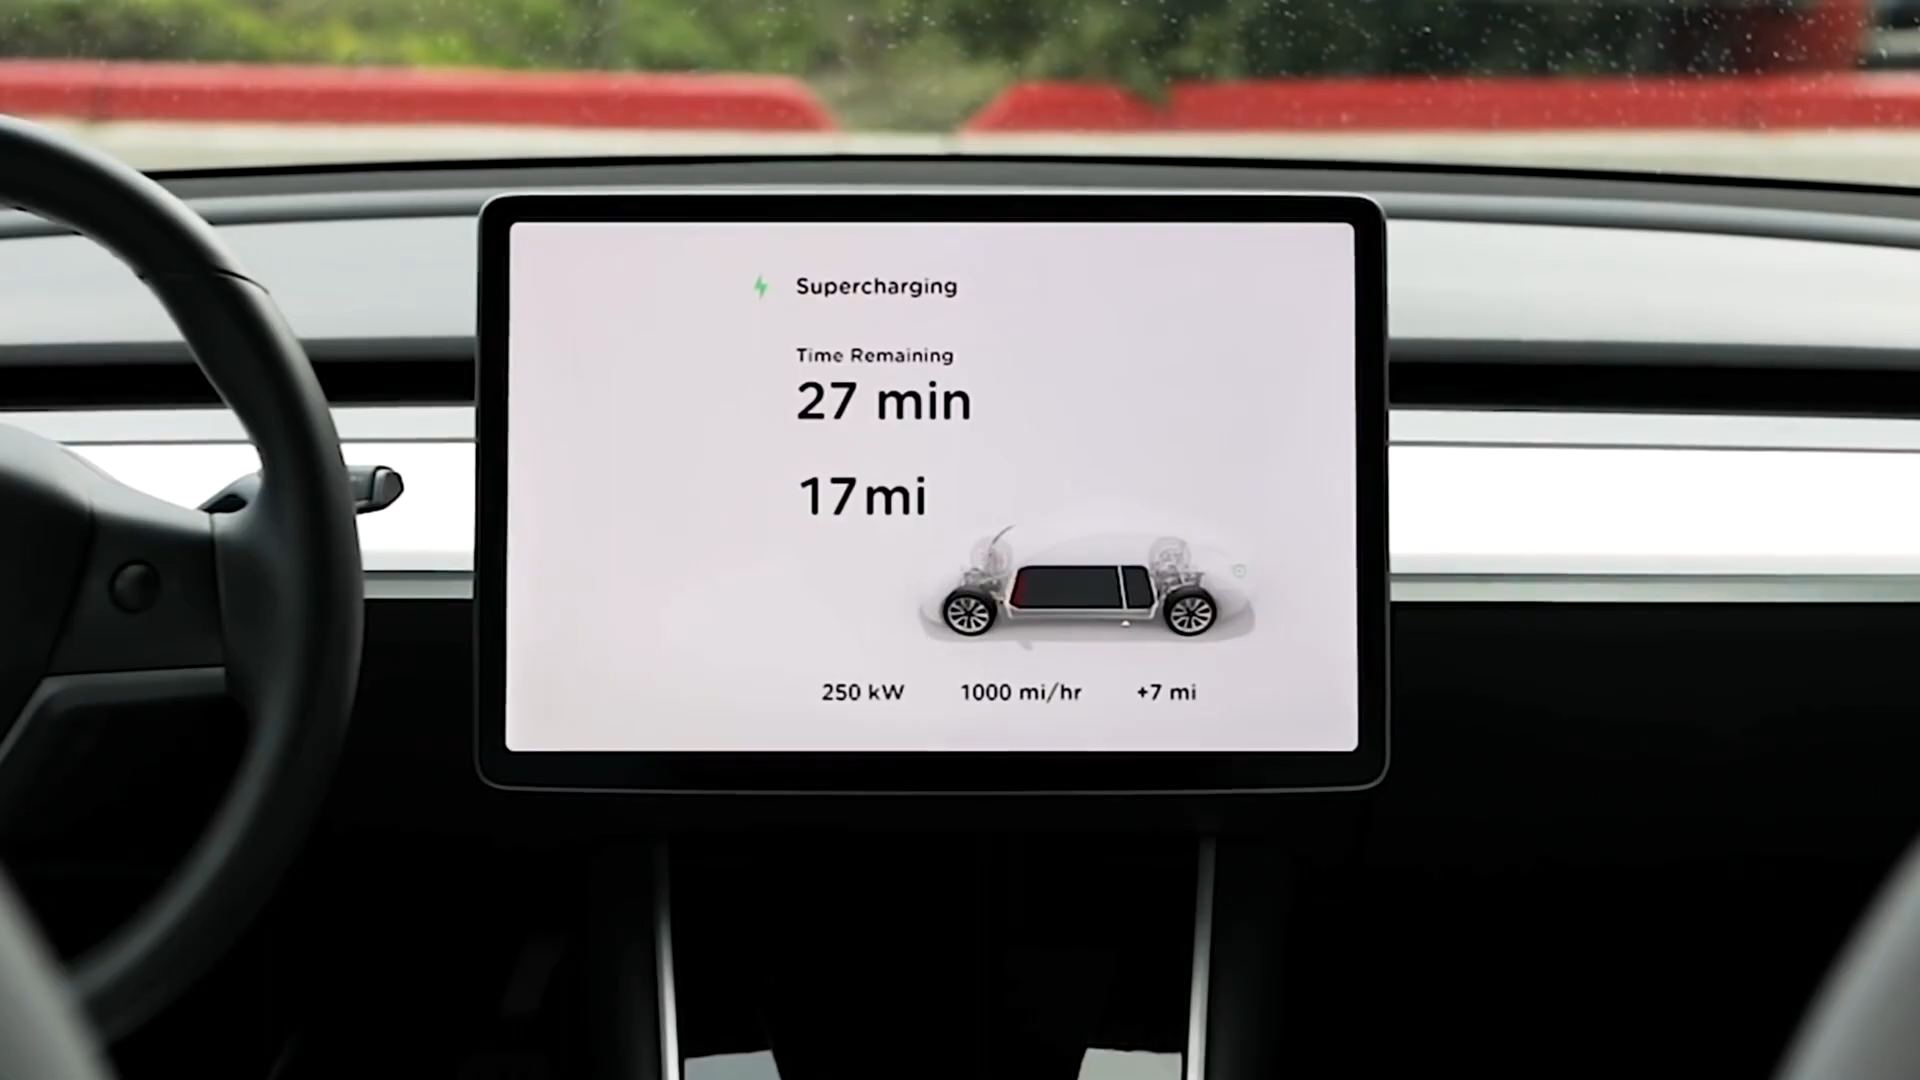 Supercharging
Time Remaining
27 min
17 mi
250 kW 1000 mi/hr +7 mi